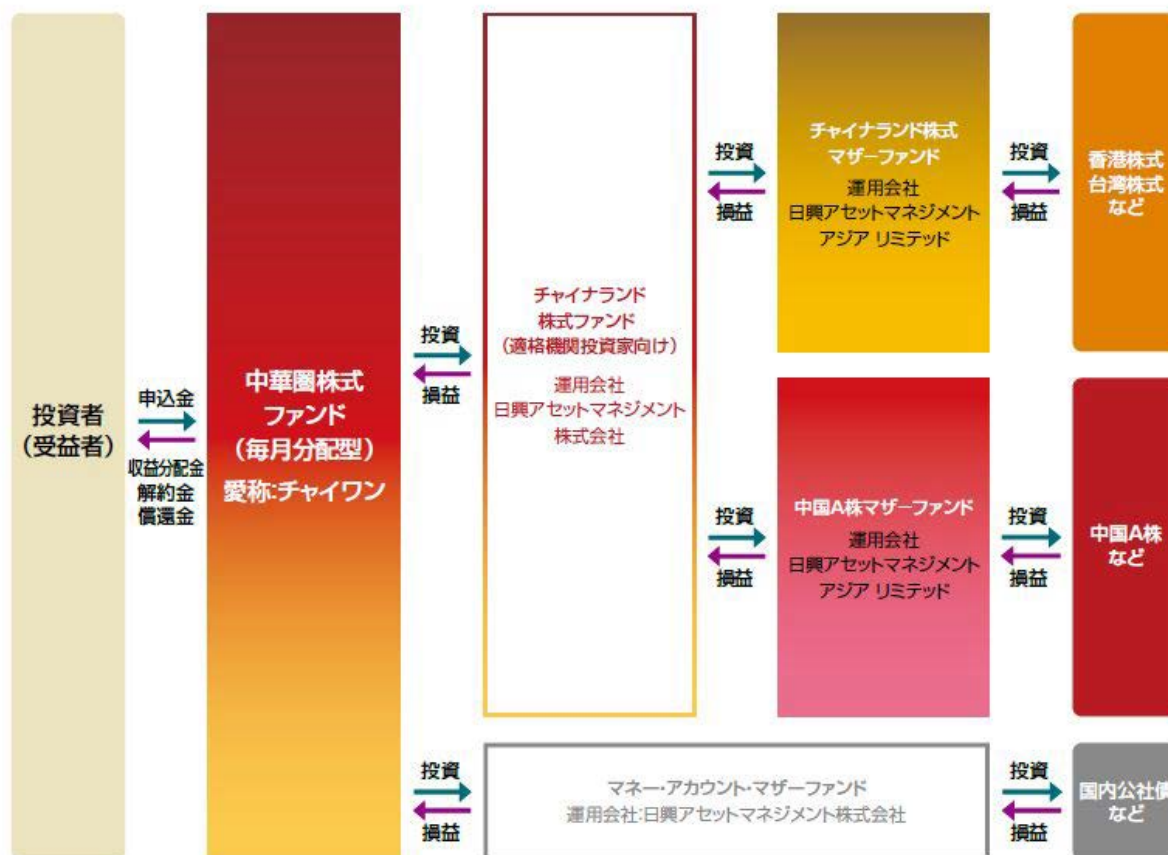 投資者
（受益者）
申込金
収益分配金
解約金
償還金
中華圏株式
ファンド
（毎月分配型）
愛称：チャイワン
投資
損益
チャイナランド
株式ファンド
（適格機関投資家向け）
運用会社
日興アセットマネジメント
株式会社
投資
損益
チャイナランド株式
マザーファンド
運用会社
日興アセットマネジメント
アジア リミテッド
投資
損益
香港株式
台湾株式
など
投資
損益
中国A株マザーファンド
運用会社
日興アセットマネジメント
アジア リミテッド
投資
損益
中国A株
など
投資
損益
マネー・アカウント・マザーファンド
運用会社：日興アセットマネジメント株式会社
投資
損益
国内公社債
など